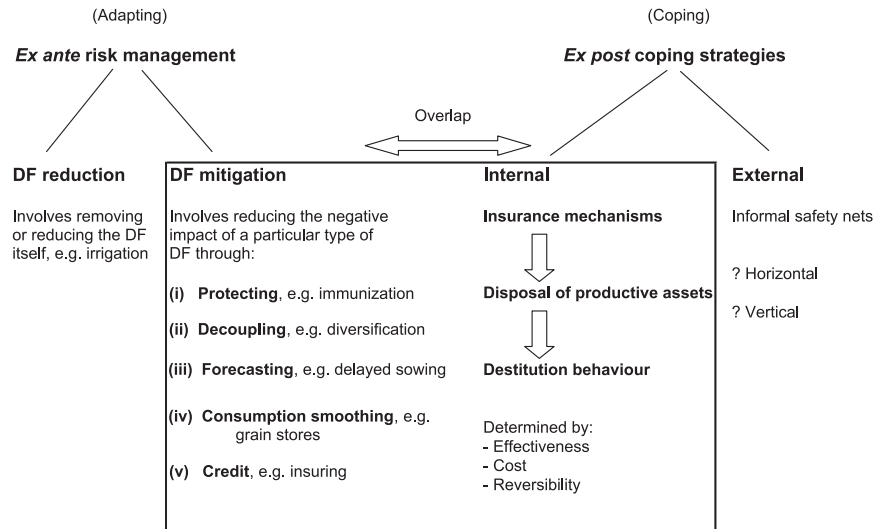 (Adapting)
Ex ante risk management
(Coping)
Ex post coping strategies
Overlap
DF reduction
Involves removing
or reducing the DF
itself, e.g. irrigation
DF mitigation
Involves reducing the negative
impact of a particular type of
DF through:
(i) Protecting, e.g. immunization
(ii) Decoupling, e.g. diversification
(iii) Forecasting, e.g. delayed sowing
(iv) Consumption smoothing, e.g.
grain stores
(v) Credit, e.g. insuring
Internal
Insurance mechanisms
Disposal of productive assets
Destitution behaviour
Determined by:
- Effectiveness
- Cost
- Reversibility
External
Informal safety nets
? Horizontal
? Vertical